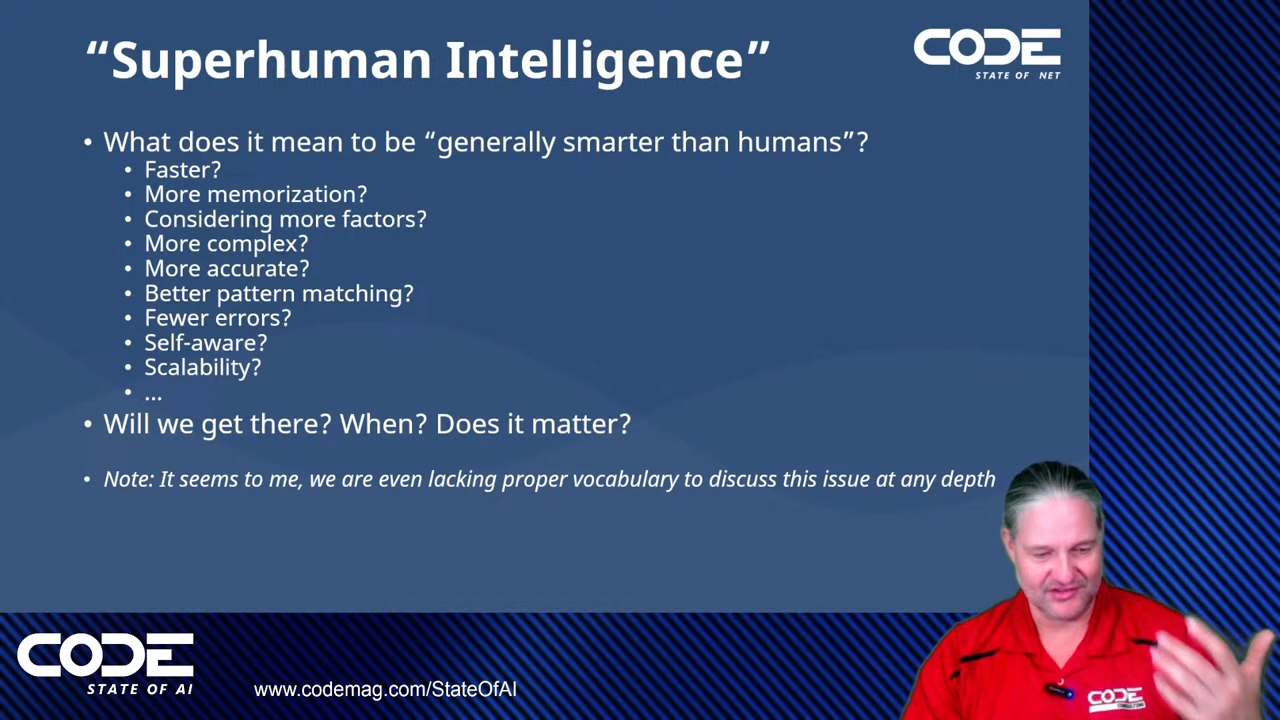 “Superhuman Intelligence”
CODE
STATE OF NET
• What does it mean to be “generally smarter than humans”?
• Faster?
• More memorization?
• Considering more factors?
• More complex?
• More accurate?
• Better pattern matching?
• Fewer errors?
• Self-aware?
• Scalability?
• ...
• Will we get there? When? Does it matter?
• Note: It seems to me, we are even lacking proper vocabulary to discuss this issue at any depth
CODE
STATE OF AI
www.codemag.com/StateOfAI
CODE
CONSULTING